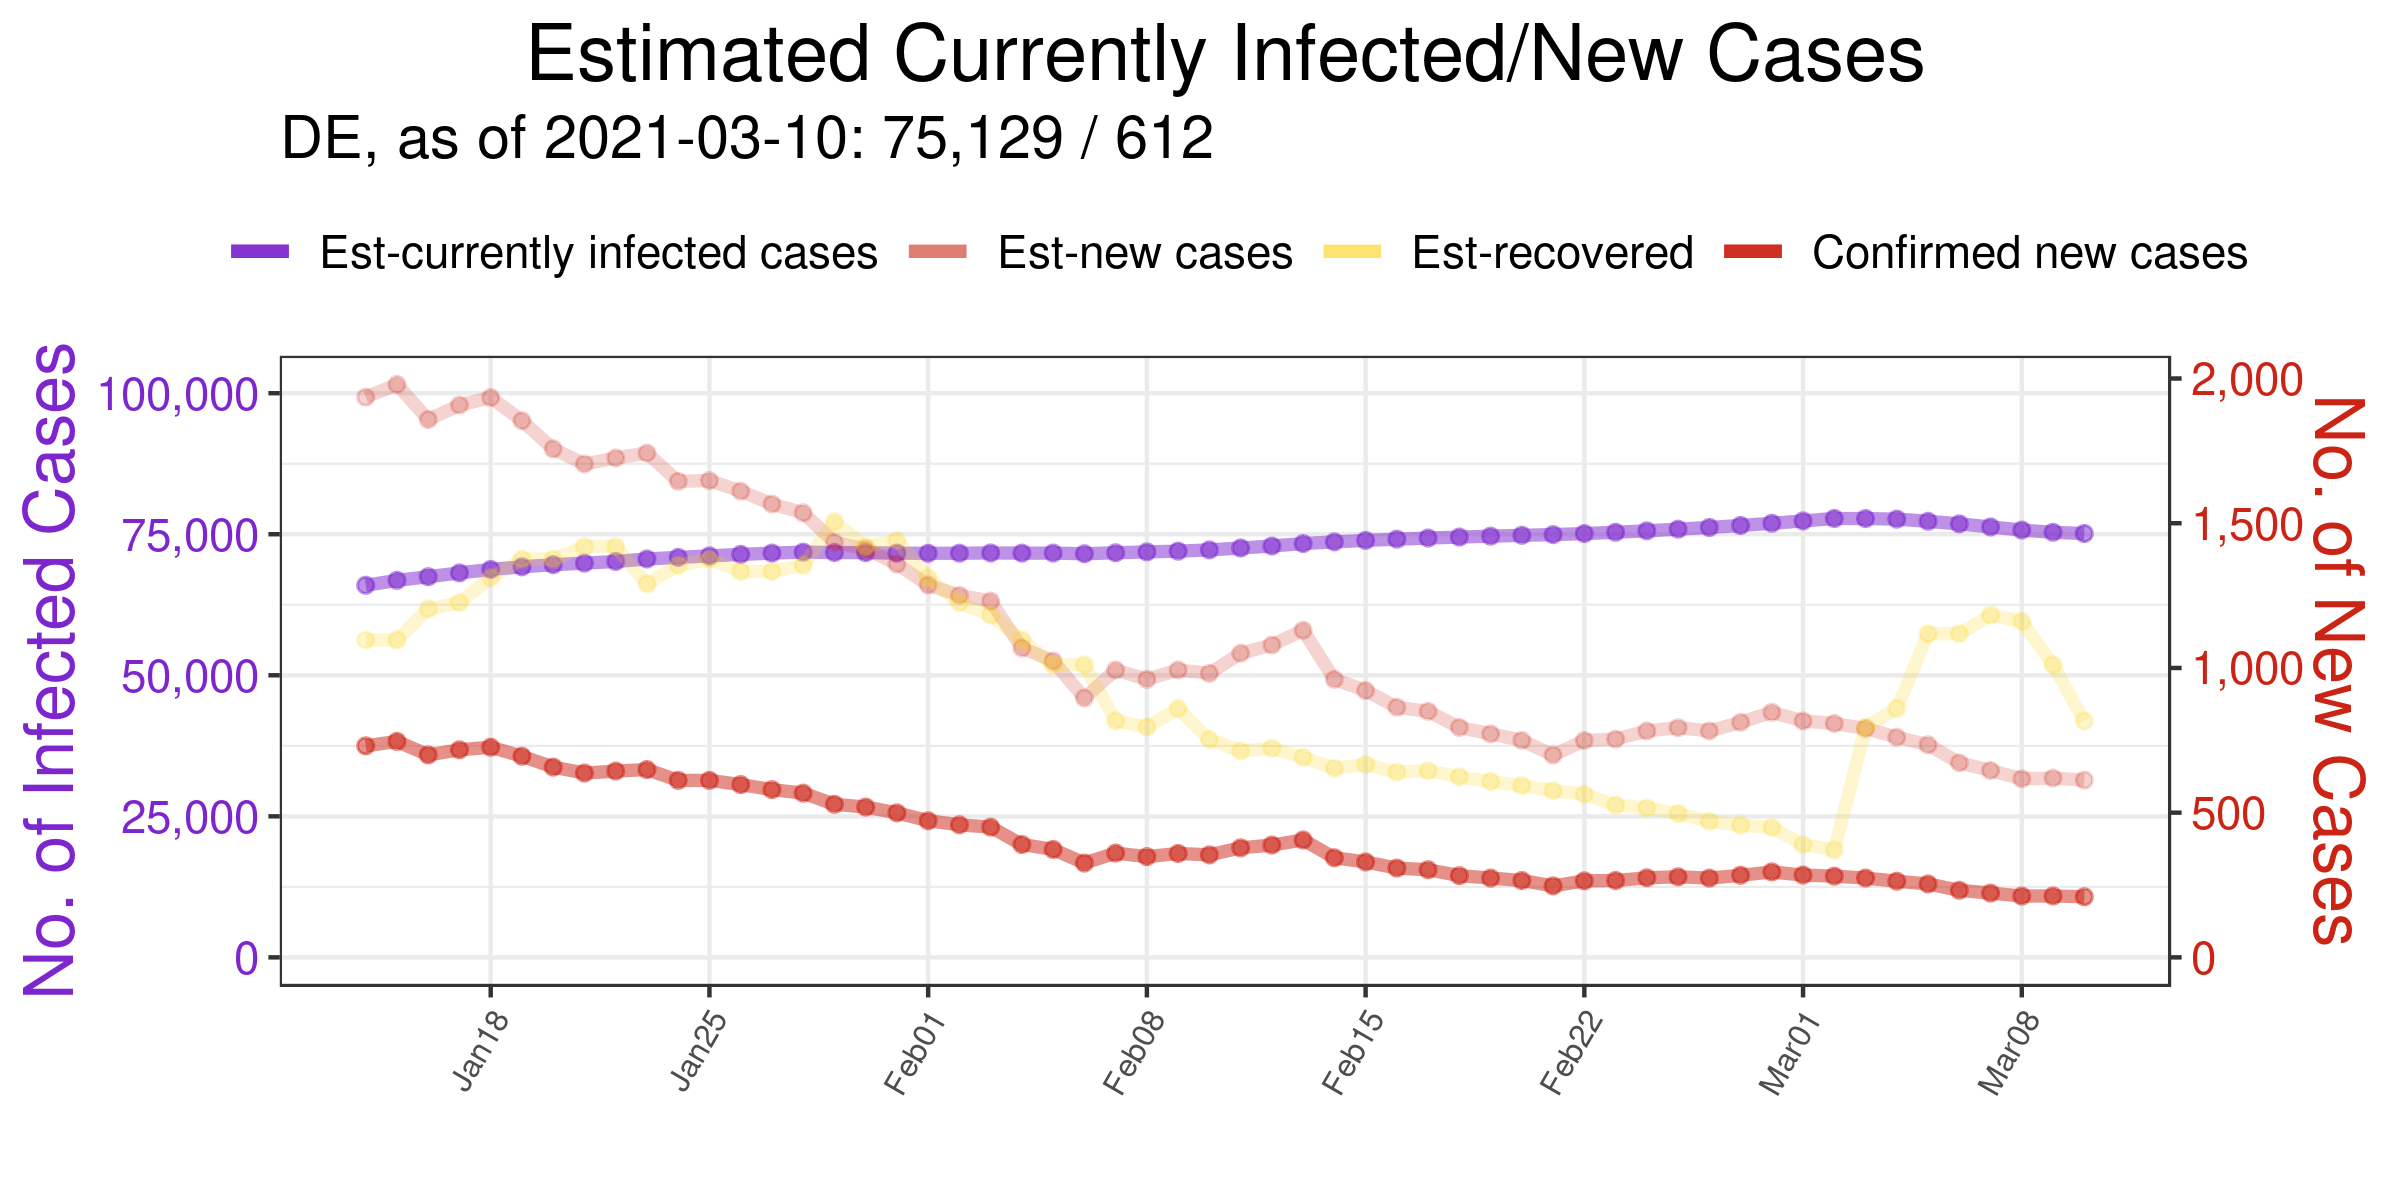 Estimated Currently Infected/New Cases
DE, as of 2021-03-10: 75,129 / 612
Est-currently infected cases Est-new cases Est-recovered Confirmed new cases
No. of Infected Cases
100,000
75,000
50,000
25,000
0
2,000
1,500
1,000
500
0
No. of New Cases
Jan18 Jan25 Feb01 Feb08 Feb15 Feb22 Mar01 Mar08